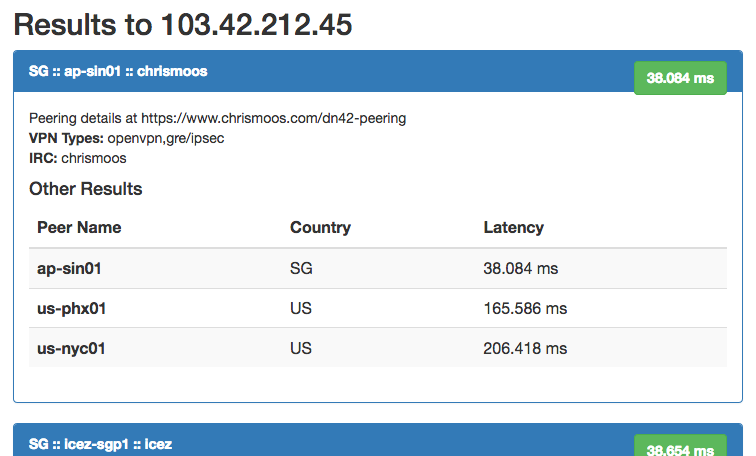 Results to 103.42.212.45
SG :: ap-sin01 :: chrismoos 38.084 ms
Peering details at https://www.chrismoos.com/dn42-peering
VPN Types: openvpn,gre/ipsec
IRC: chrismoos
Other Results
Peer Name Country Latency
ap-sin01 SG 38.084 ms
us-phx01 US 165.586 ms
us-nyc01 US 206.418 ms
SG :: icez-sgp1 :: icez 38.654 ms